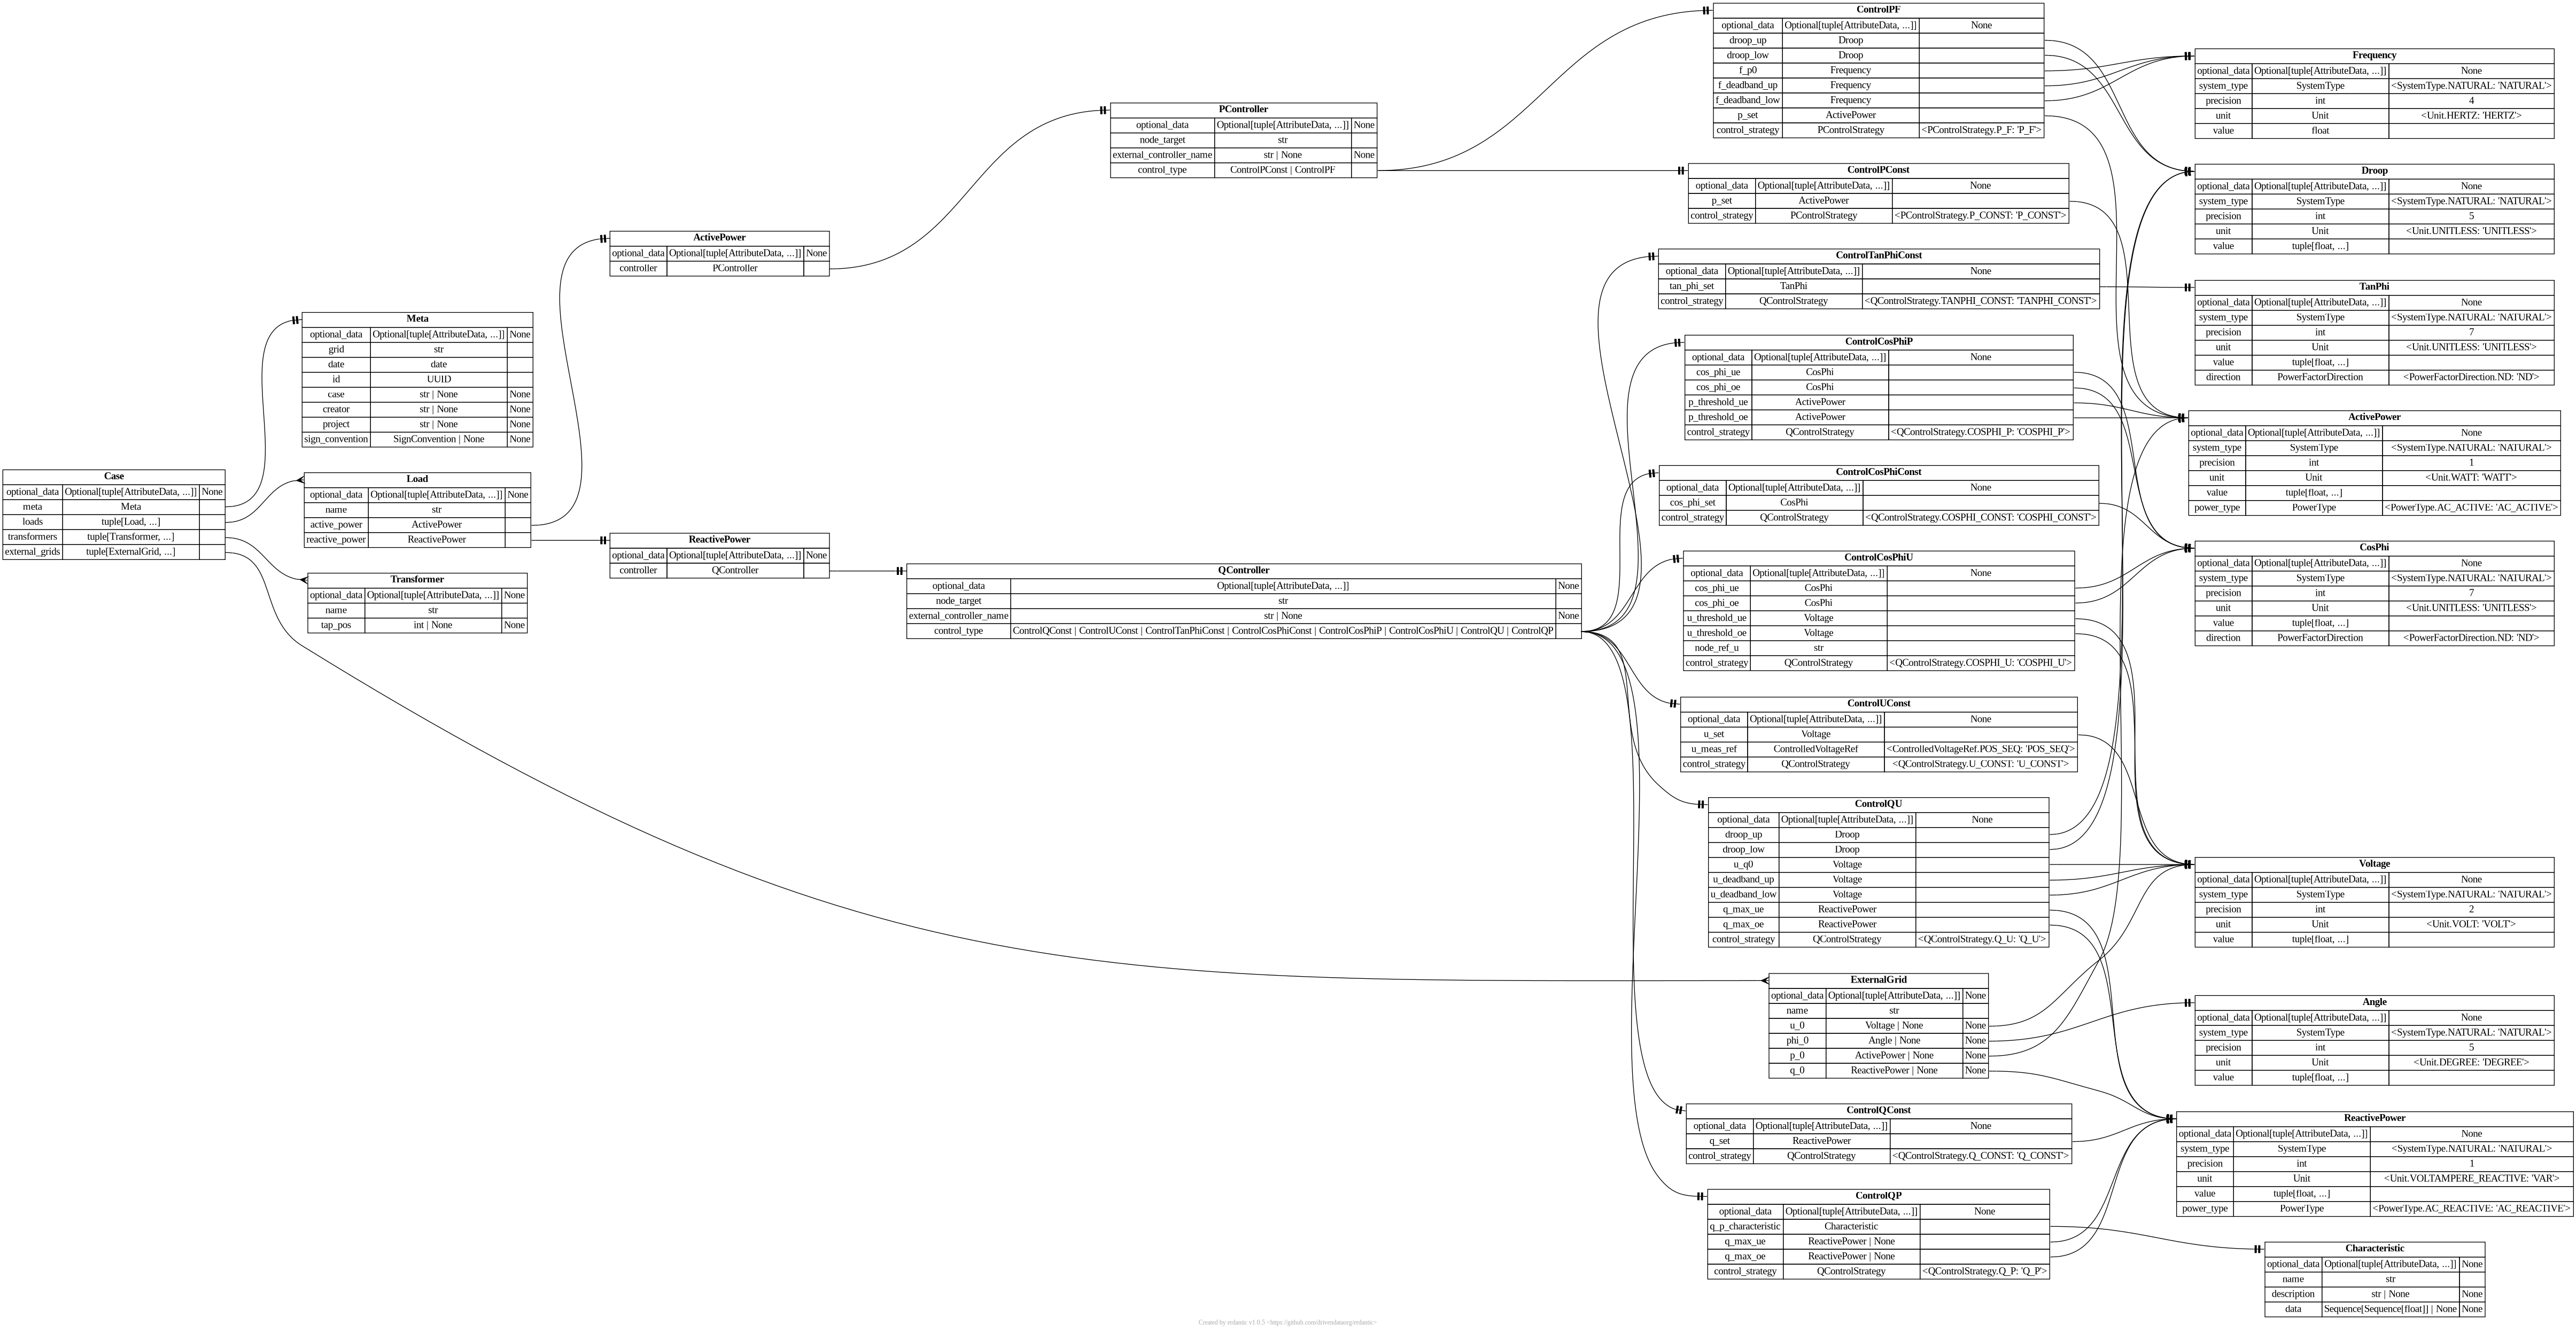 Case
optional_data Optional[tuple[AttributeData, ...]] None
meta Meta
loads tuple[Load, ...]
transformers tuple[Transformer, ...]
external_grids tuple[ExternalGrid, ...]
Meta
optional_data Optional[tuple[AttributeData, ...]] None
grid str
date date
id UUID
case str | None None
creator str | None None
project str | None None
sign_convention SignConvention | None None
Load
optional_data Optional[tuple[AttributeData, ...]] None
name str
active_power ActivePower
reactive_power ReactivePower
Transformer
optional_data Optional[tuple[AttributeData, ...]] None
name str
tap_pos int | None None
ActivePower
optional_data Optional[tuple[AttributeData, ...]] None
controller PController
ReactivePower
optional_data Optional[tuple[AttributeData, ...]] None
controller QController
PController
optional_data Optional[tuple[AttributeData, ...]] None
node_target str
external_controller_name str | None None
control_type ControlPConst | ControlPF
QController
optional_data Optional[tuple[AttributeData, ...]] None
node_target str
external_controller_name str | None None
control_type ControlQConst | ControlUConst | ControlTanPhiConst | ControlCosPhiConst | ControlCosPhiP | ControlCosPhiU | ControlQU | ControlQP
ControlPF
optional_data Optional[tuple[AttributeData, ...]] None
droop_up Droop
droop_low Droop
f_p0 Frequency
f_deadband_up Frequency
f_deadband_low Frequency
p_set ActivePower
control_strategy PControlStrategy <PControlStrategy.P_F: 'P_F'>
ControlPConst
optional_data Optional[tuple[AttributeData, ...]] None
p_set ActivePower
control_strategy PControlStrategy <PControlStrategy.P_CONST: 'P_CONST'>
ControlTanPhiConst
optional_data Optional[tuple[AttributeData, ...]] None
tan_phi_set TanPhi
control_strategy QControlStrategy <QControlStrategy.TANPHI_CONST: 'TANPHI_CONST'>
ControlCosPhiP
optional_data Optional[tuple[AttributeData, ...]] None
cos_phi_ue CosPhi
cos_phi_oe CosPhi
p_threshold_ue ActivePower
p_threshold_oe ActivePower
control_strategy QControlStrategy <QControlStrategy.COSPHI_P: 'COSPHI_P'>
ControlCosPhiConst
optional_data Optional[tuple[AttributeData, ...]] None
cos_phi_set CosPhi
control_strategy QControlStrategy <QControlStrategy.COSPHI_CONST: 'COSPHI_CONST'>
ControlCosPhiU
optional_data Optional[tuple[AttributeData, ...]] None
cos_phi_ue CosPhi
cos_phi_oe CosPhi
u_threshold_ue Voltage
u_threshold_oe Voltage
node_ref_u str
control_strategy QControlStrategy <QControlStrategy.COSPHI_U: 'COSPHI_U'>
ControlUConst
optional_data Optional[tuple[AttributeData, ...]] None
u_set Voltage
u_meas_ref ControlledVoltageRef <ControlledVoltageRef.POS_SEQ: 'POS_SEQ'>
control_strategy QControlStrategy <QControlStrategy.U_CONST: 'U_CONST'>
ControlQU
optional_data Optional[tuple[AttributeData, ...]] None
droop_up Droop
droop_low Droop
u_q0 Voltage
u_deadband_up Voltage
u_deadband_low Voltage
q_max_ue ReactivePower
q_max_oe ReactivePower
control_strategy QControlStrategy <QControlStrategy.Q_U: 'Q_U'>
ExternalGrid
optional_data Optional[tuple[AttributeData, ...]] None
name str
u_0 Voltage | None None
phi_0 Angle | None None
p_0 ActivePower | None None
q_0 ReactivePower | None None
ControlQConst
optional_data Optional[tuple[AttributeData, ...]] None
q_set ReactivePower
control_strategy QControlStrategy <QControlStrategy.Q_CONST: 'Q_CONST'>
ControlQP
optional_data Optional[tuple[AttributeData, ...]] None
q_p_characteristic Characteristic
q_max_ue ReactivePower | None
q_max_oe ReactivePower | None
control_strategy QControlStrategy <QControlStrategy.Q_P: 'Q_P'>
Frequency
optional_data Optional[tuple[AttributeData, ...]] None
system_type SystemType <SystemType.NATURAL: 'NATURAL'>
precision int 4
unit Unit <Unit.HERTZ: 'HERTZ'>
value float
Droop
optional_data Optional[tuple[AttributeData, ...]] None
system_type SystemType <SystemType.NATURAL: 'NATURAL'>
precision int 5
unit Unit <Unit.UNITLESS: 'UNITLESS'>
value tuple[float, ...]
TanPhi
optional_data Optional[tuple[AttributeData, ...]] None
system_type SystemType <SystemType.NATURAL: 'NATURAL'>
precision int 7
unit Unit <Unit.UNITLESS: 'UNITLESS'>
value tuple[float, ...]
direction PowerFactorDirection <PowerFactorDirection.ND: 'ND'>
ActivePower
optional_data Optional[tuple[AttributeData, ...]] None
system_type SystemType <SystemType.NATURAL: 'NATURAL'>
precision int 1
unit Unit <Unit.WATT: 'WATT'>
value tuple[float, ...]
power_type PowerType <PowerType.AC_ACTIVE: 'AC_ACTIVE'>
CosPhi
optional_data Optional[tuple[AttributeData, ...]] None
system_type SystemType <SystemType.NATURAL: 'NATURAL'>
precision int 7
unit Unit <Unit.UNITLESS: 'UNITLESS'>
value tuple[float, ...]
direction PowerFactorDirection <PowerFactorDirection.ND: 'ND'>
Voltage
optional_data Optional[tuple[AttributeData, ...]] None
system_type SystemType <SystemType.NATURAL: 'NATURAL'>
precision int 2
unit Unit <Unit.VOLT: 'VOLT'>
value tuple[float, ...]
Angle
optional_data Optional[tuple[AttributeData, ...]] None
system_type SystemType <SystemType.NATURAL: 'NATURAL'>
precision int 5
unit Unit <Unit.DEGREE: 'DEGREE'>
value tuple[float, ...]
ReactivePower
optional_data Optional[tuple[AttributeData, ...]] None
system_type SystemType <SystemType.NATURAL: 'NATURAL'>
precision int 1
unit Unit <Unit.VOLTAMPERE_REACTIVE: 'VAR'>
value tuple[float, ...]
power_type PowerType <PowerType.AC_REACTIVE: 'AC_REACTIVE'>
Characteristic
optional_data Optional[tuple[AttributeData, ...]] None
name str
description str | None None
data Sequence[Sequence[float]] | None None
Created by erdantic v1.0.5 <https://github.com/drivendataorg/erdantic>